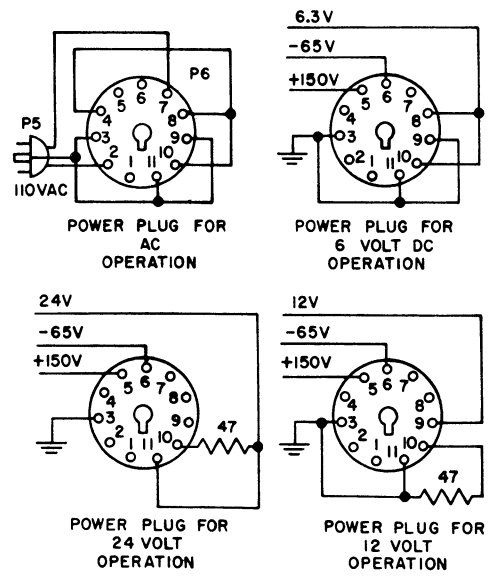 P6
6
5
7
4
8
P5
3
9
2
10
1
11
110VAC
POWER PLUG FOR
AC
OPERATION
6.3V
-65V
+150V
6
5
7
4
8
3
9
2
10
1
11
POWER PLUG FOR
6 VOLT DC
OPERATION
24V
-65V
+150V
6
5
7
4
8
3
9
2
10
47
1
11
POWER PLUG FOR
24 VOLT
OPERATION
12V
-65V
+150V
6
5
7
4
8
3
9
2
10
1
11
47
POWER PLUG FOR
12 VOLT
OPERATION